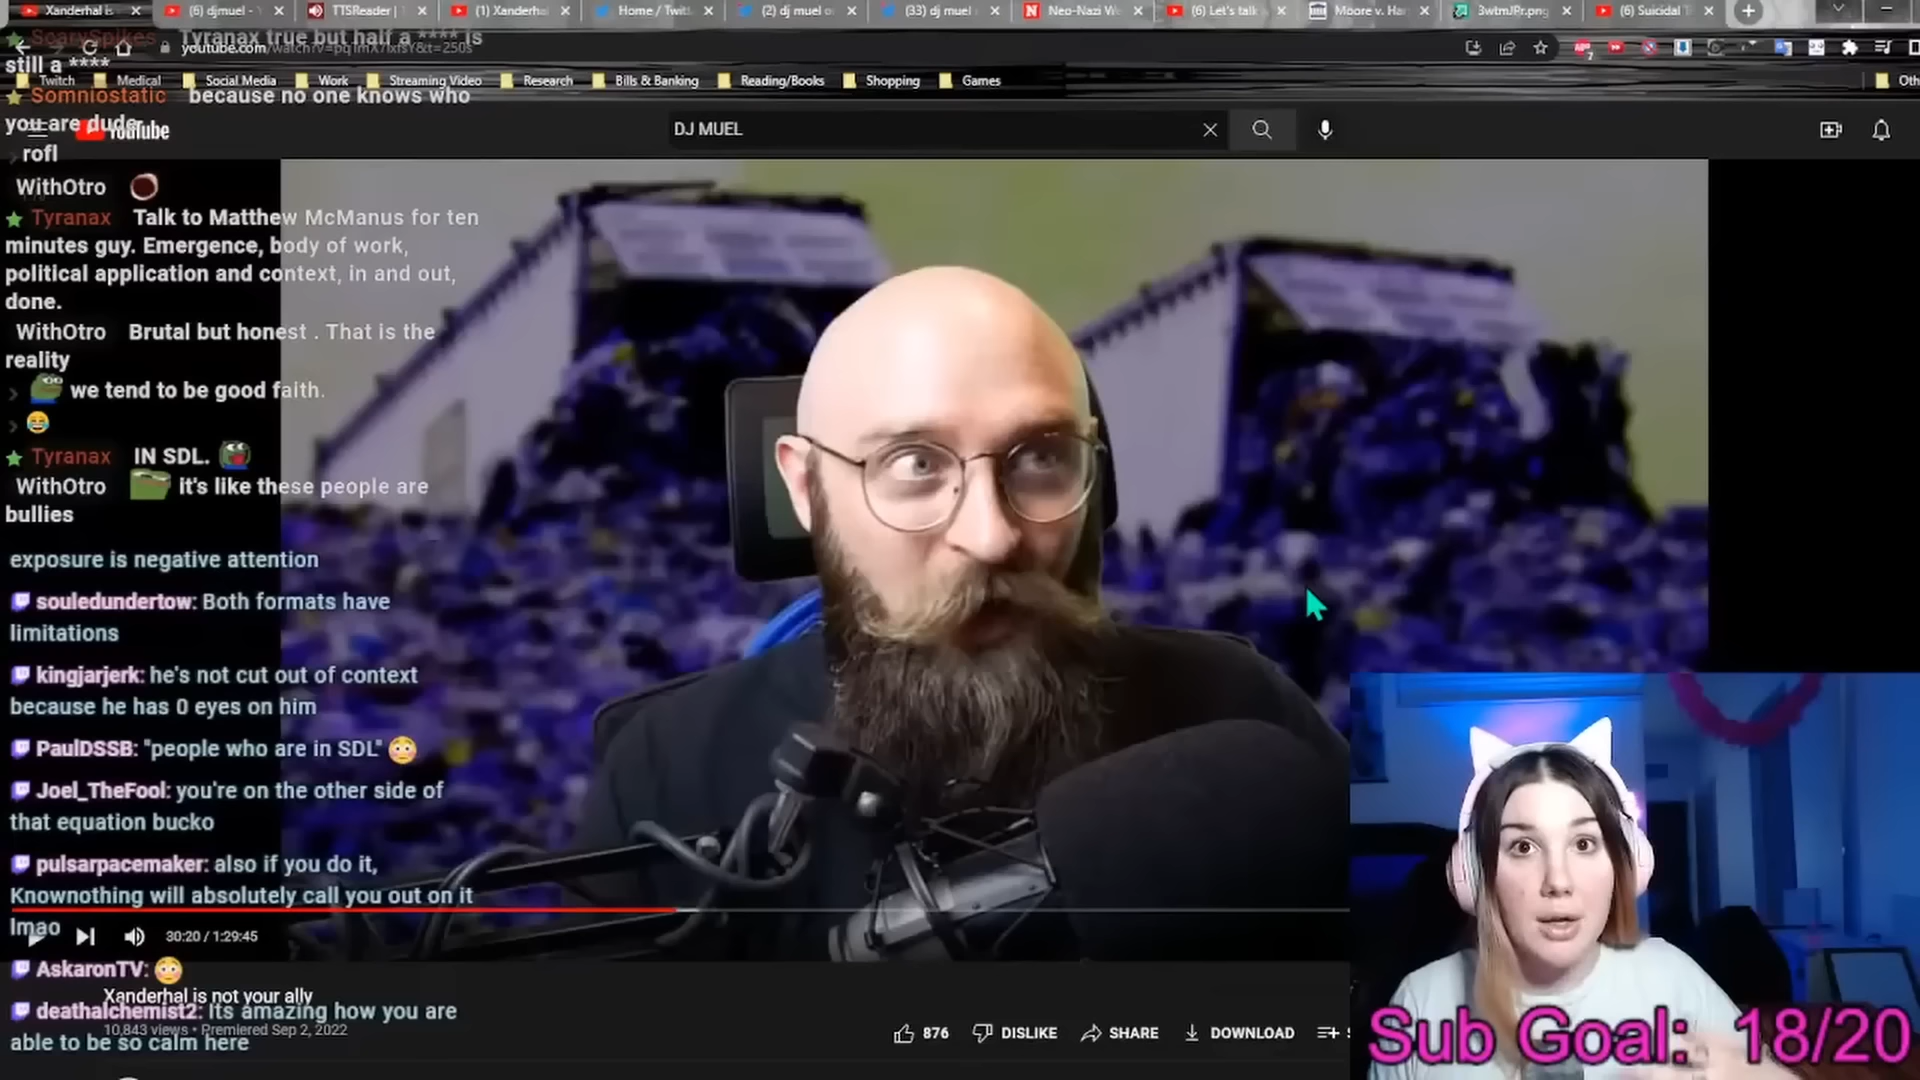 Xanderhal is
(6) djmuel - Y
TTSReader |
(1) Xanderhal
Home / Twitt
(2) dj muel o
(33) dj muel
Neo-Nazi W
(6) Let's talk
Moore v. Har
3wtmJRr.png
(6) Suicidal T
ScarySpikes Tyranax true but half a **** is
still a ****
youtube.com/watch?v=
&t=250s
Twitch
Medical
Social Media
Work
Streaming Video
Research
Bills & Banking
Reading/Books
Shopping
Games
Oth
Somniostatic because no one knows who
you are dude
YouTube
DJ MUEL
rofl
WithOtro
Tyranax Talk to Matthew McManus for ten
minutes guy. Emergence, body of work,
political application and context, in and out,
done.
WithOtro Brutal but honest . That is the
reality
we tend to be good faith.
Tyranax IN SDL.
WithOtro It's like these people are
bullies
exposure is negative attention
souledundertow: Both formats have
limitations
kingjarjerk: he's not cut out of context
because he has 0 eyes on him
PaulDSSB: "people who are in SDL"
Joel_TheFool: you're on the other side of
that equation bucko
pulsarpacemaker: also if you do it,
Knownothing will absolutely call you out on it
lmao
30:20 / 1:29:45
AskaronTV:
Xanderhal is not your ally
deathalchemist2: Its amazing how you are
able to be so calm here
10,843 views • Premiered Sep 2, 2022
876
DISLIKE
SHARE
DOWNLOAD
Sub Goal: 18/20